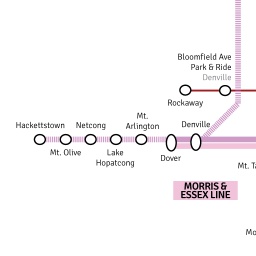 Bloomfield Ave
Park & Ride
Denville
Rockaway
Mt.
Arlington
Hackettstown
Netcong
Denville
Mt. Olive
Lake
Hopatcong
Dover
Mt. Ta
MORRIS &
ESSEX LINE
Mo